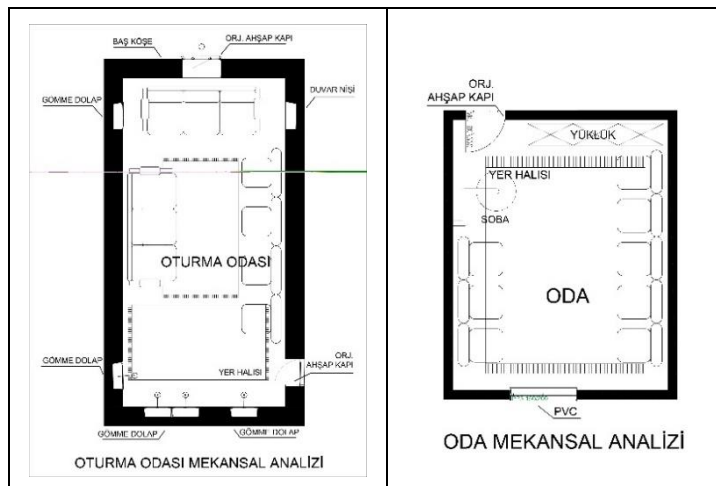 BAŞ KÖŞE
ORJ. AHŞAP KAPI
GÖMME DOLAP
DUVAR NİŞİ
OTURMA ODASI
GÖMME DOLAP
YER HALISI
ORJ.
AHŞAP KAPI
GÖMME DOLAP
GÖMME DOLAP
OTURMA ODASI MEKANSAL ANALİZİ
ORJ.
AHŞAP KAPI
YÜKLÜK
YER HALISI
SOBA
ODA
PVC
ODA MEKANSAL ANALİZİ